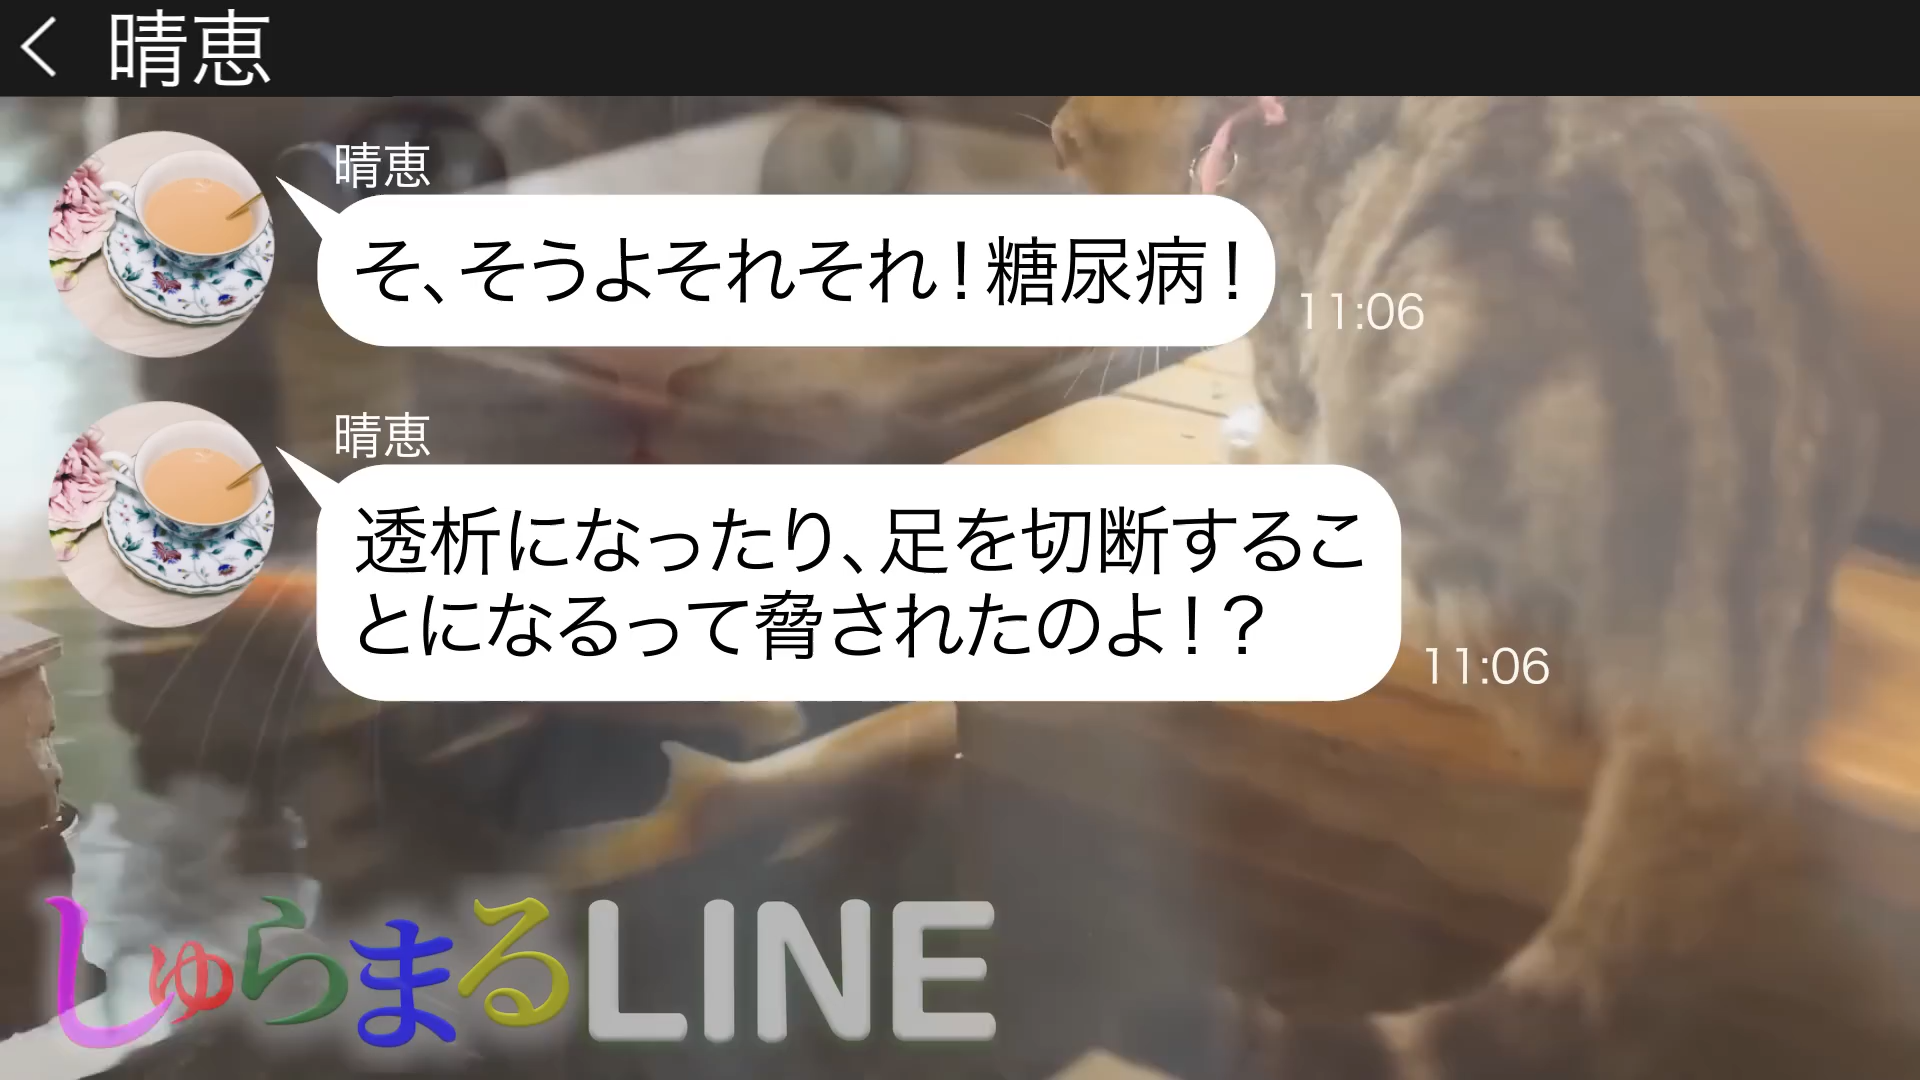 晴恵
晴恵
そ、そうよそれそれ！糖尿病！
11:06
晴恵
透析になったり、足を切断するこ
とになるって脅されたのよ！？
11:06
しゅらまるLINE